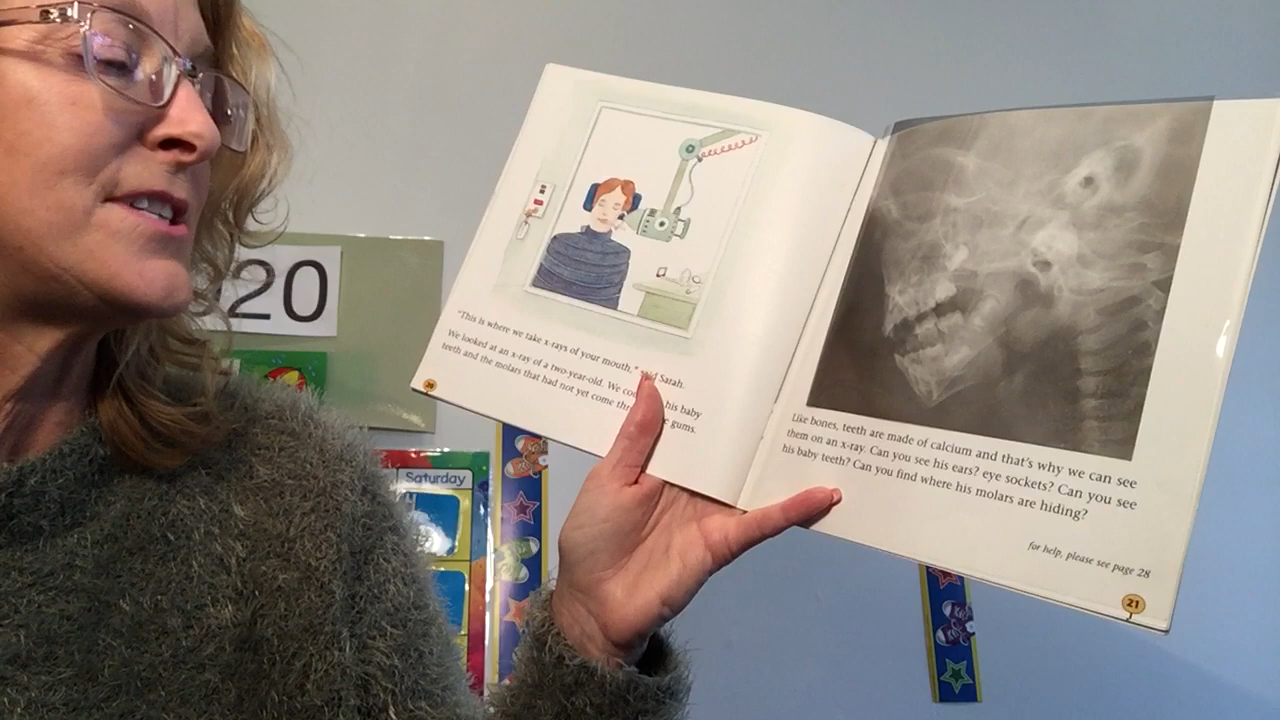 20
Saturday
"This is where we take x-rays of your mouth," Sarah.
We looked at an x-ray of a two-year-old. We his baby
teeth and the molars that had not yet come gums.
20
Like bones, teeth are made of calcium and that's why we can see
them on an x-ray. Can you see his ears? eye sockets? Can you see
his baby teeth? Can you find where his molars are hiding?
for help, please see page 28
21